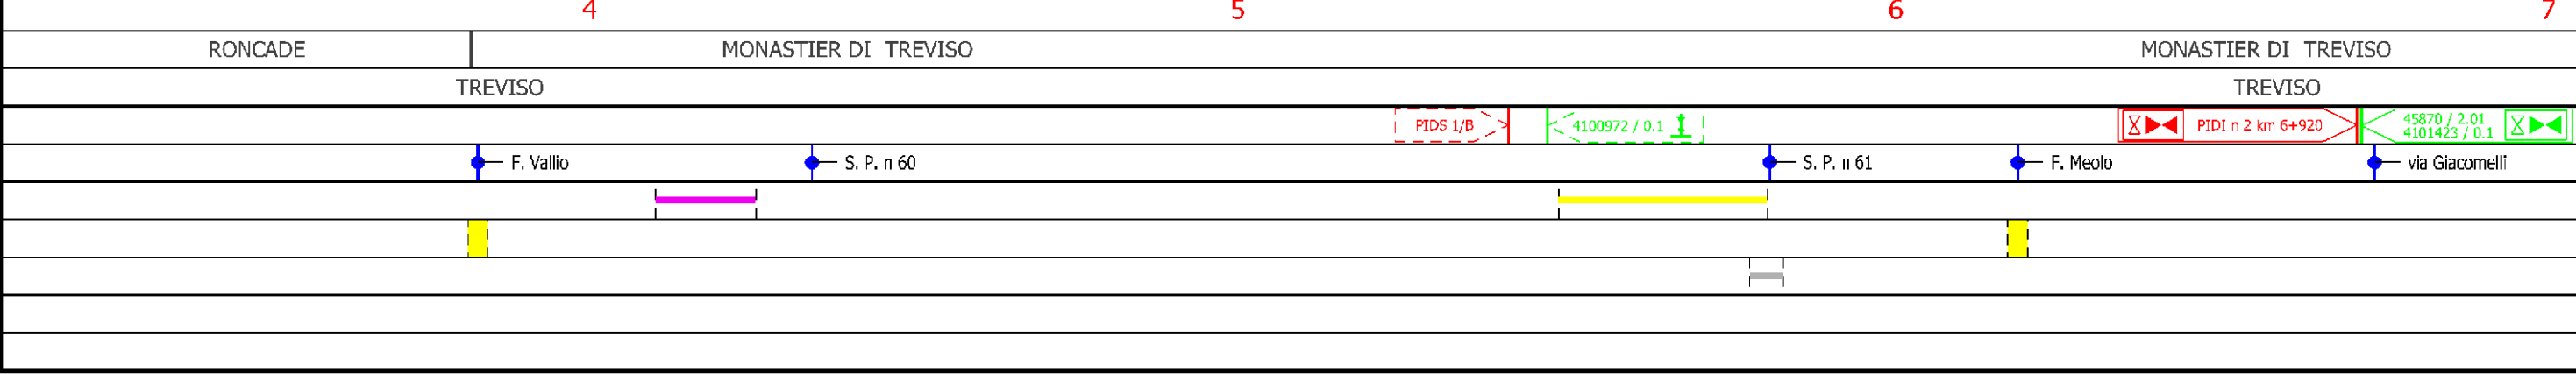 4 5 6 7
RONCADE MONASTIER DI TREVISO MONASTIER DI TREVISO
TREVISO TREVISO
PIDS 1/B 4100972 / 0.1 PIDI n 2 km 6+920 45870 / 2.01
4101423 / 0.1
F. Vallio S. P. n 60 S. P. n 61 F. Meolo via Giacomelli